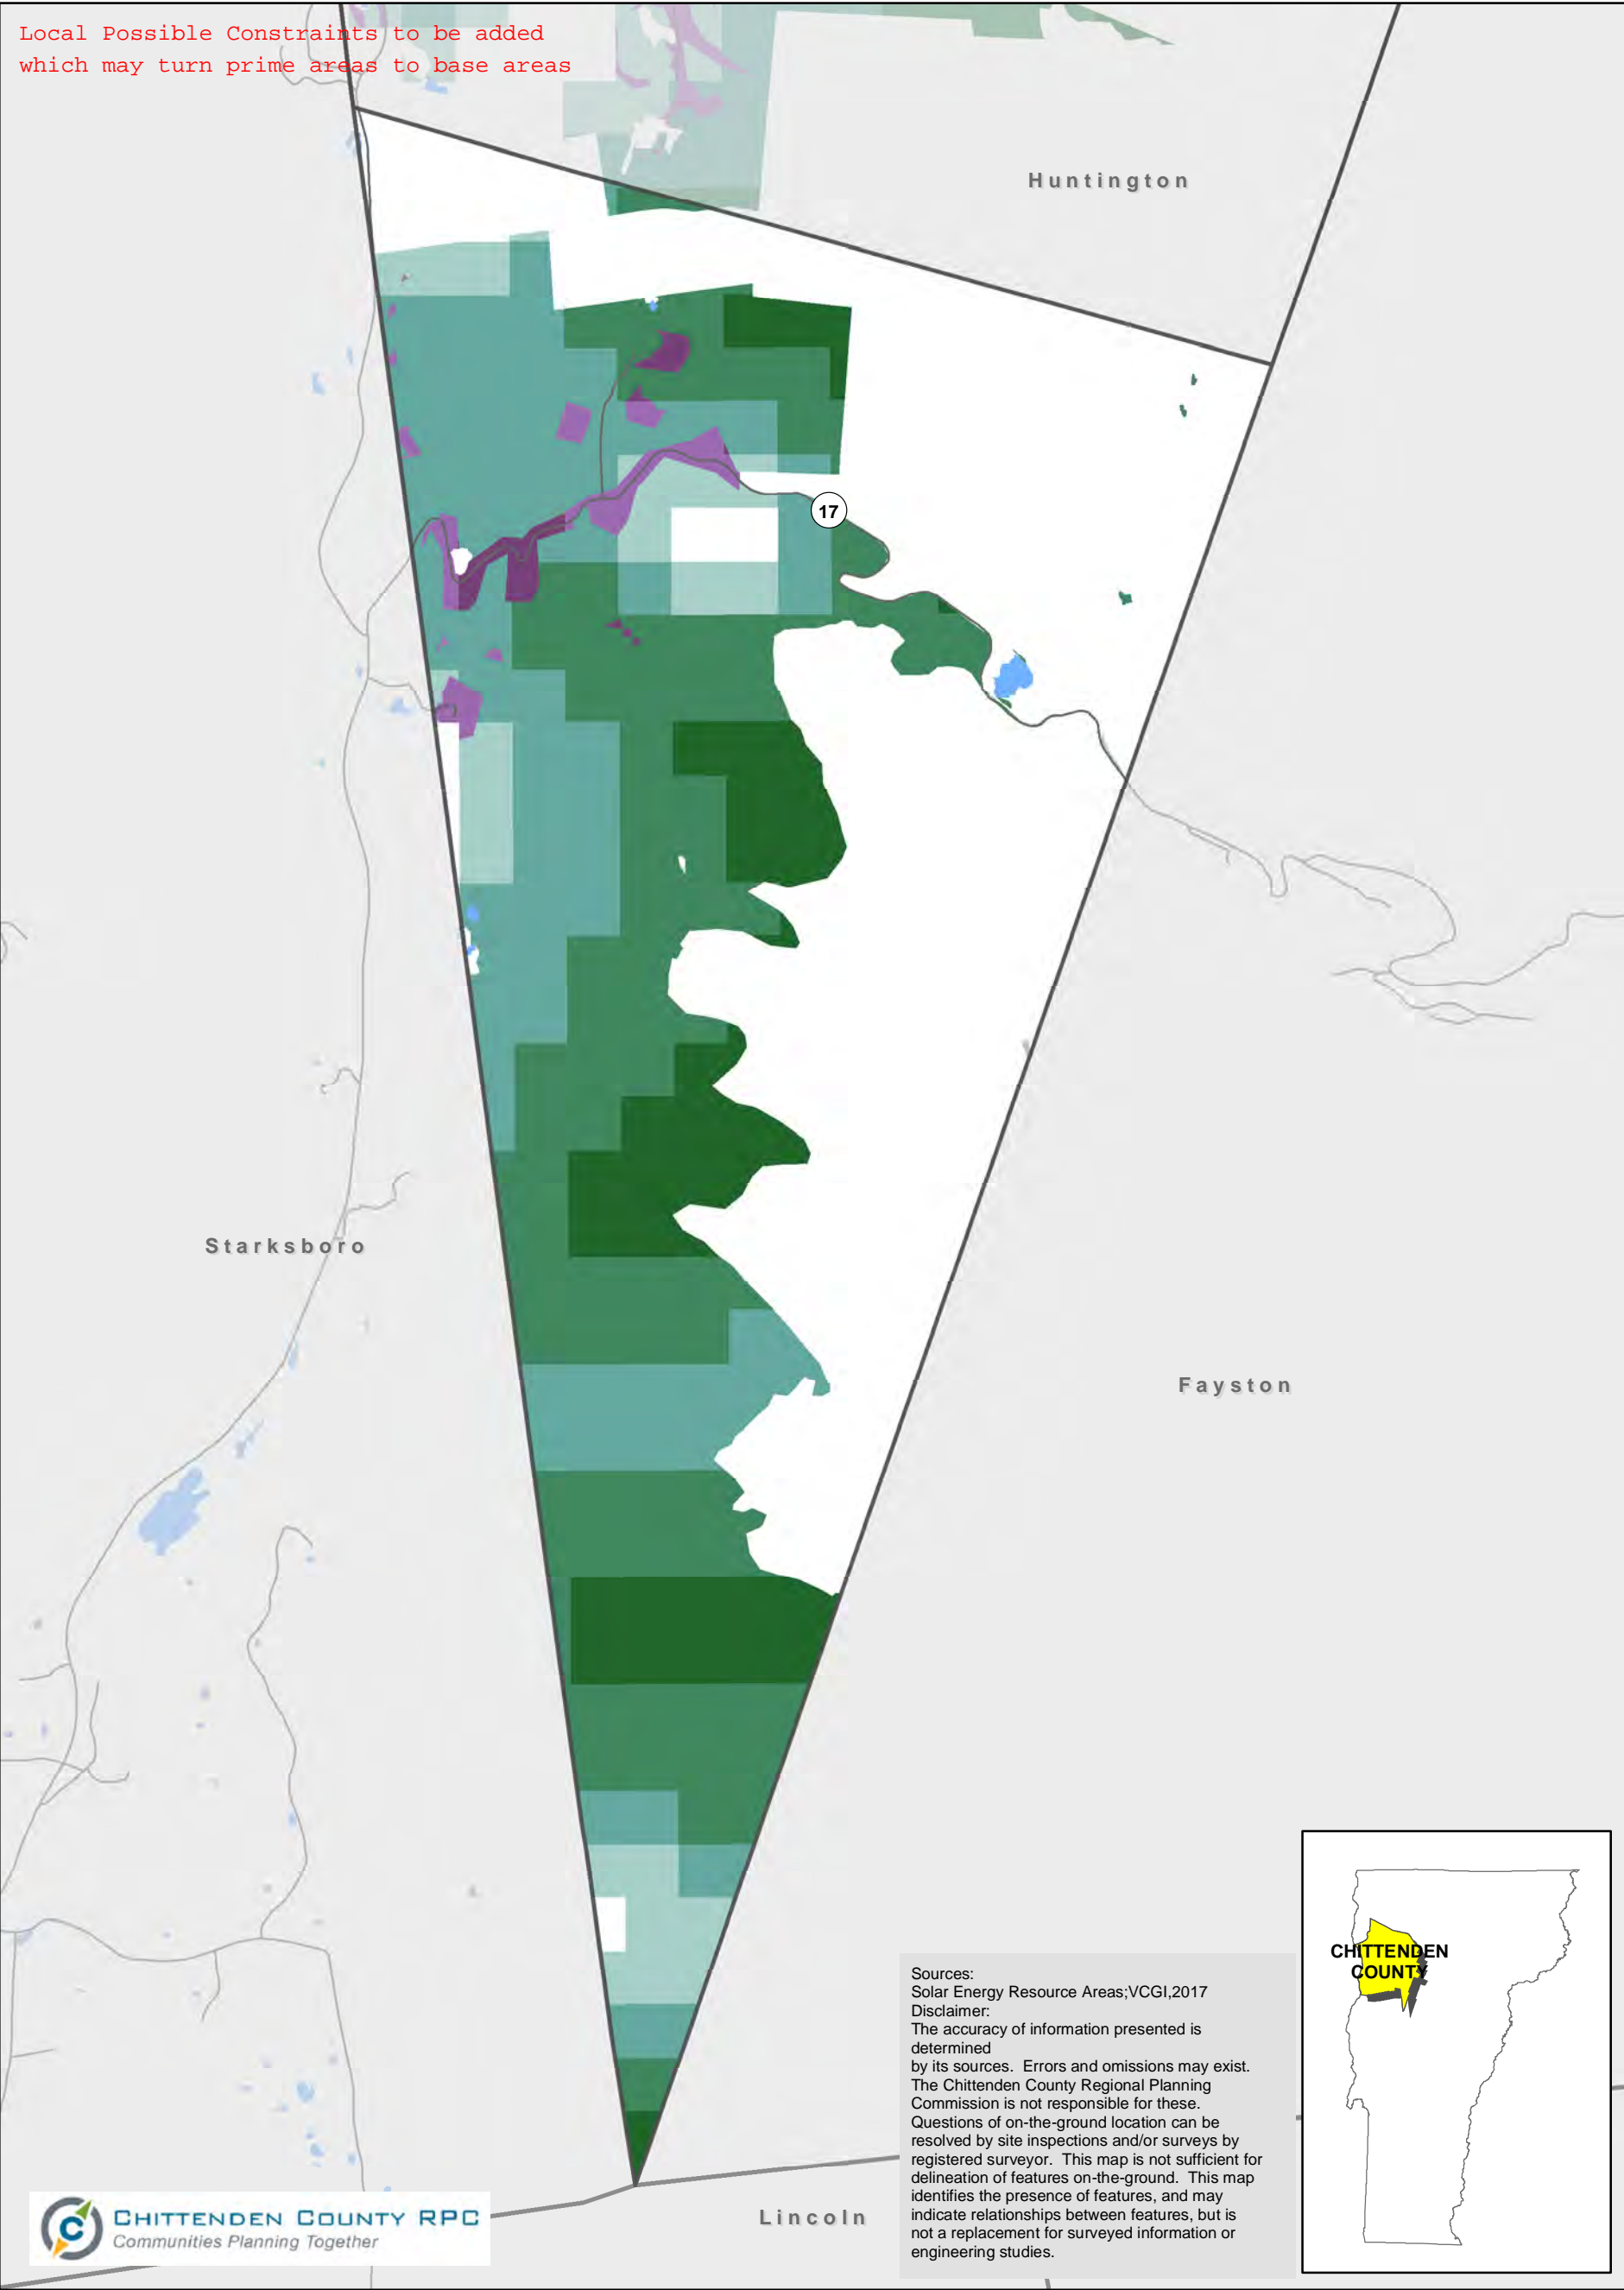 Local Possible Constraints to be added
which may turn prime areas to base areas
Huntington
17
Starksboro
Fayston
CHITTENDEN
COUNTY
Sources:
Solar Energy Resource Areas;VCGI,2017
Disclaimer:
The accuracy of information presented is
determined
by its sources. Errors and omissions may exist.
The Chittenden County Regional Planning
Commission is not responsible for these.
Questions of on-the-ground location can be
resolved by site inspections and/or surveys by
registered surveyor. This map is not sufficient for
delineation of features on-the-ground. This map
identifies the presence of features, and may
indicate relationships between features, but is
not a replacement for surveyed information or
engineering studies.
Lincoln
C
CHITTENDEN COUNTY RPC
Communities Planning Together